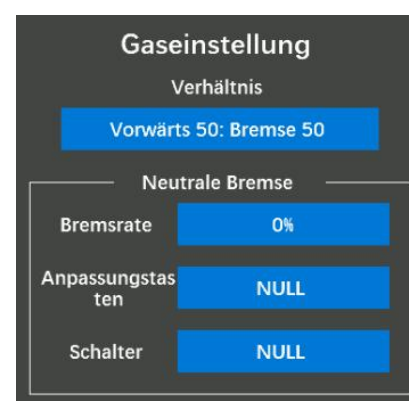 Gaseinstellung
Verhältnis
Vorwärts 50: Bremse 50
Neutrale Bremse
Bremsrate
0%
Anpassungstas
ten
NULL
Schalter
NULL